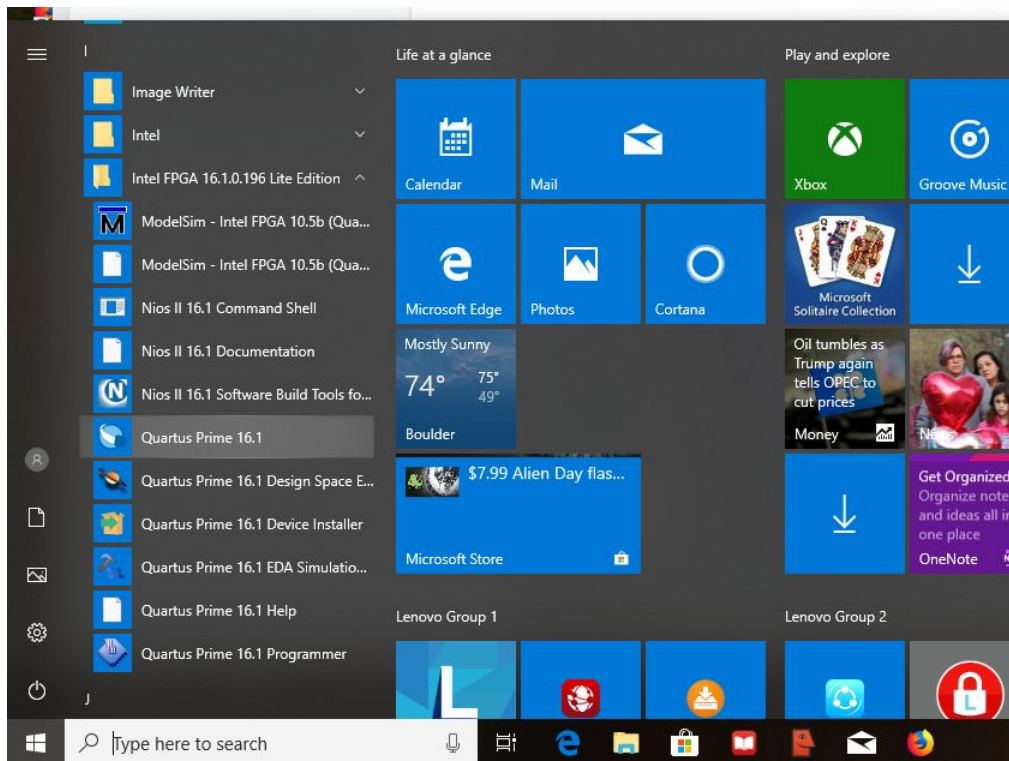 I
Image Writer
Intel
Intel FPGA 16.1.0.196 Lite Edition
ModelSim - Intel FPGA 10.5b (Qua...
ModelSim - Intel FPGA 10.5b (Qua...
Nios II 16.1 Command Shell
Nios II 16.1 Documentation
Nios II 16.1 Software Build Tools fo...
Quartus Prime 16.1
Quartus Prime 16.1 Design Space E...
Quartus Prime 16.1 Device Installer
Quartus Prime 16.1 EDA Simulatio...
Quartus Prime 16.1 Help
Quartus Prime 16.1 Programmer
J
Life at a glance
Calendar
Mail
Microsoft Edge
Photos
Cortana
Mostly Sunny
74° 75°
49°
Boulder
$7.99 Alien Day flas...
Microsoft Store
Lenovo Group 1
L
Play and explore
Xbox
Groove Music
Microsoft
Solitaire Collection
Oil tumbles as
Trump again
tells OPEC to
cut prices
Money
News
Get Organized
Organize note
and ideas all in
one place
OneNote
Lenovo Group 2
L
Type here to search